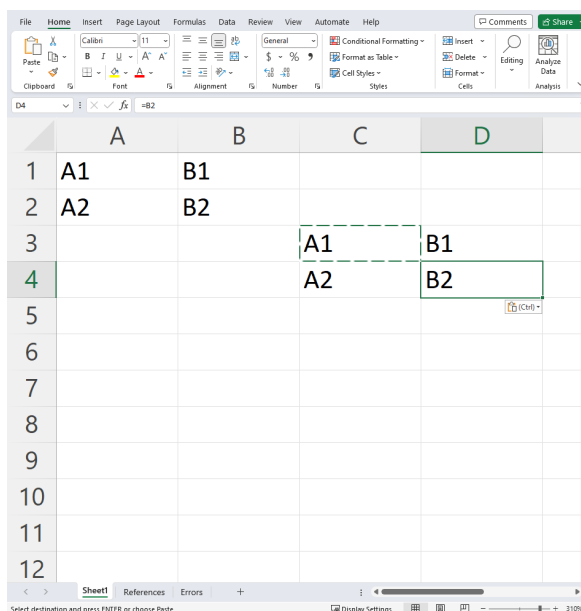 File Home Insert Page Layout Formulas Data Review View Automate Help Comments Share
Calibri 11 General Conditional Formatting Insert
Paste B I U A A $ % 9 Format as Table Delete Editing Analyze
A Cell Styles Format Data
Clipboard Font Alignment Number Styles Cells Analysis
D4 fx =B2
A B C D
1 A1 B1
2 A2 B2
3 A1 B1
4 A2 B2
5 (Ctrl)
6
7
8
9
10
11
12
Sheet1 References Errors +
Select destination and press ENTER or choose Paste Display Settings 310%